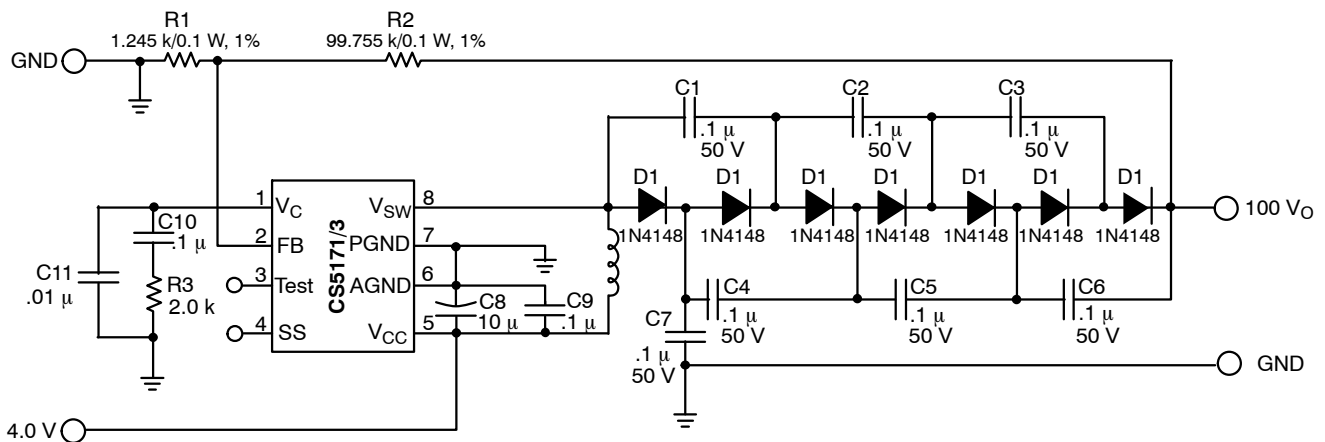 R1
1.245 k/0.1 W, 1%
R2
99.755 k/0.1 W, 1%
GND
C1
.1 μ
50 V
C2
.1 μ
50 V
C3
.1 μ
50 V
D1
1N4148
D1
1N4148
D1
1N4148
D1
1N4148
D1
1N4148
D1
1N4148
D1
1N4148
100 VO
1
VC
VSW
8
2
FB
PGND
7
3
Test
AGND
6
4
SS
VCC
5
CS5171/3
C10
.1 μ
C11
.01 μ
R3
2.0 k
C8
10 μ
C9
.1 μ
C4
.1 μ
50 V
C5
.1 μ
50 V
C6
.1 μ
50 V
C7
.1 μ
50 V
GND
4.0 V